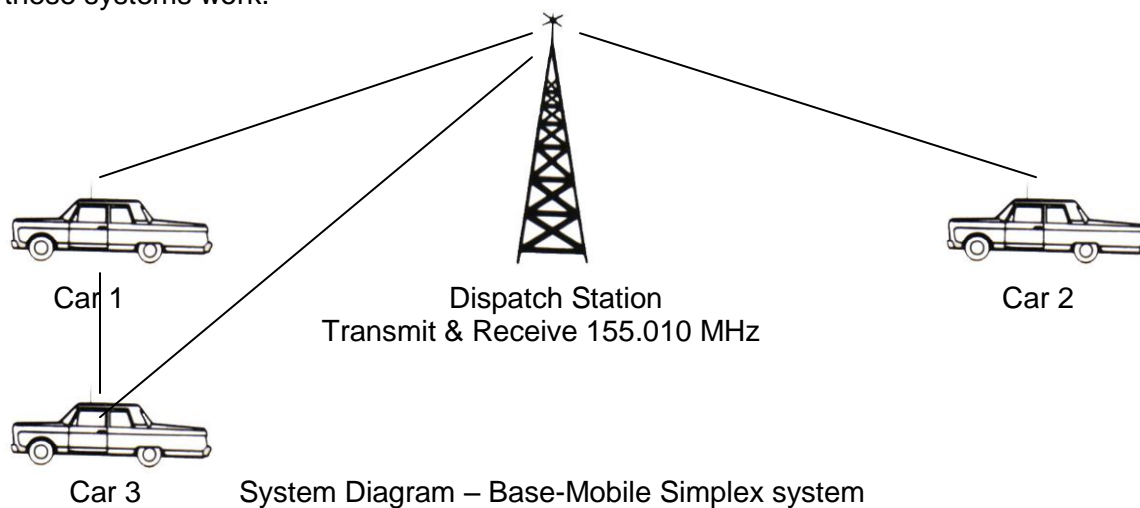 these systems work.
Car 1
Dispatch Station
Car 2
Transmit & Receive 155.010 MHz
Car 3
System Diagram – Base-Mobile Simplex system